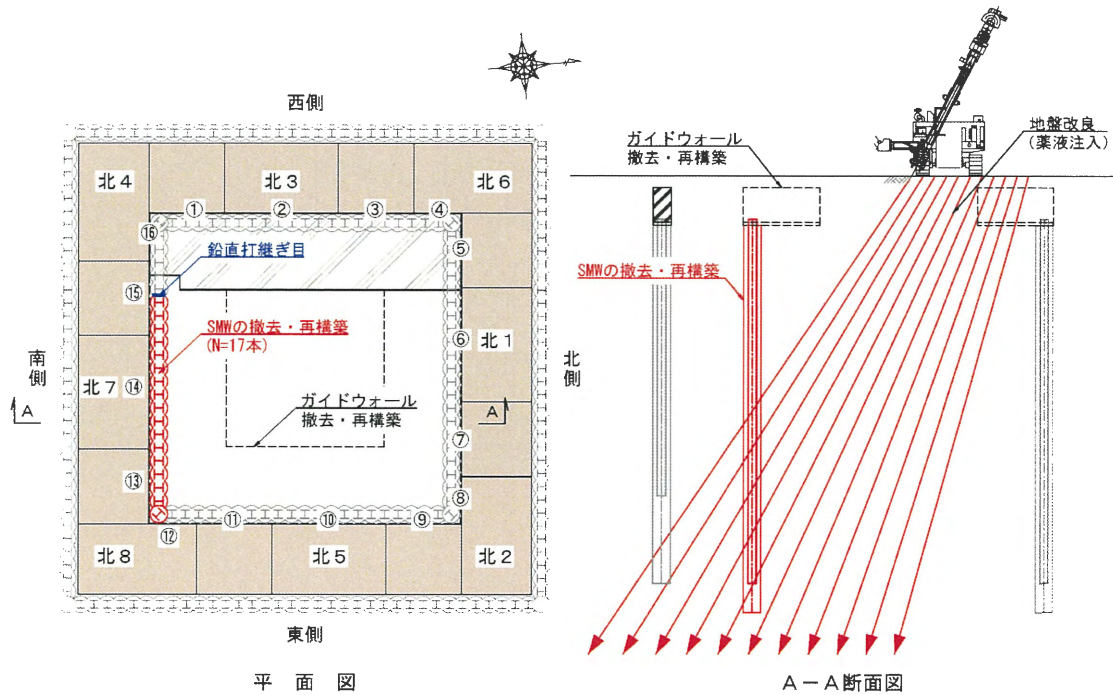 西側
北4
北3
北6
①
②
③
④
⑯
⑤
鉛直打継ぎ目
⑮
SMWの撤去・再構築
(N=17本)
⑥
北1
南側
北7
⑭
A
ガイドウォール
撤去・再構築
A
北側
⑦
⑬
⑧
⑫
⑪
⑩
⑨
北8
北5
北2
東側
平面図
ガイドウォール
撤去・再構築
地盤改良
(薬液注入)
SMWの撤去・再構築
A-A断面図